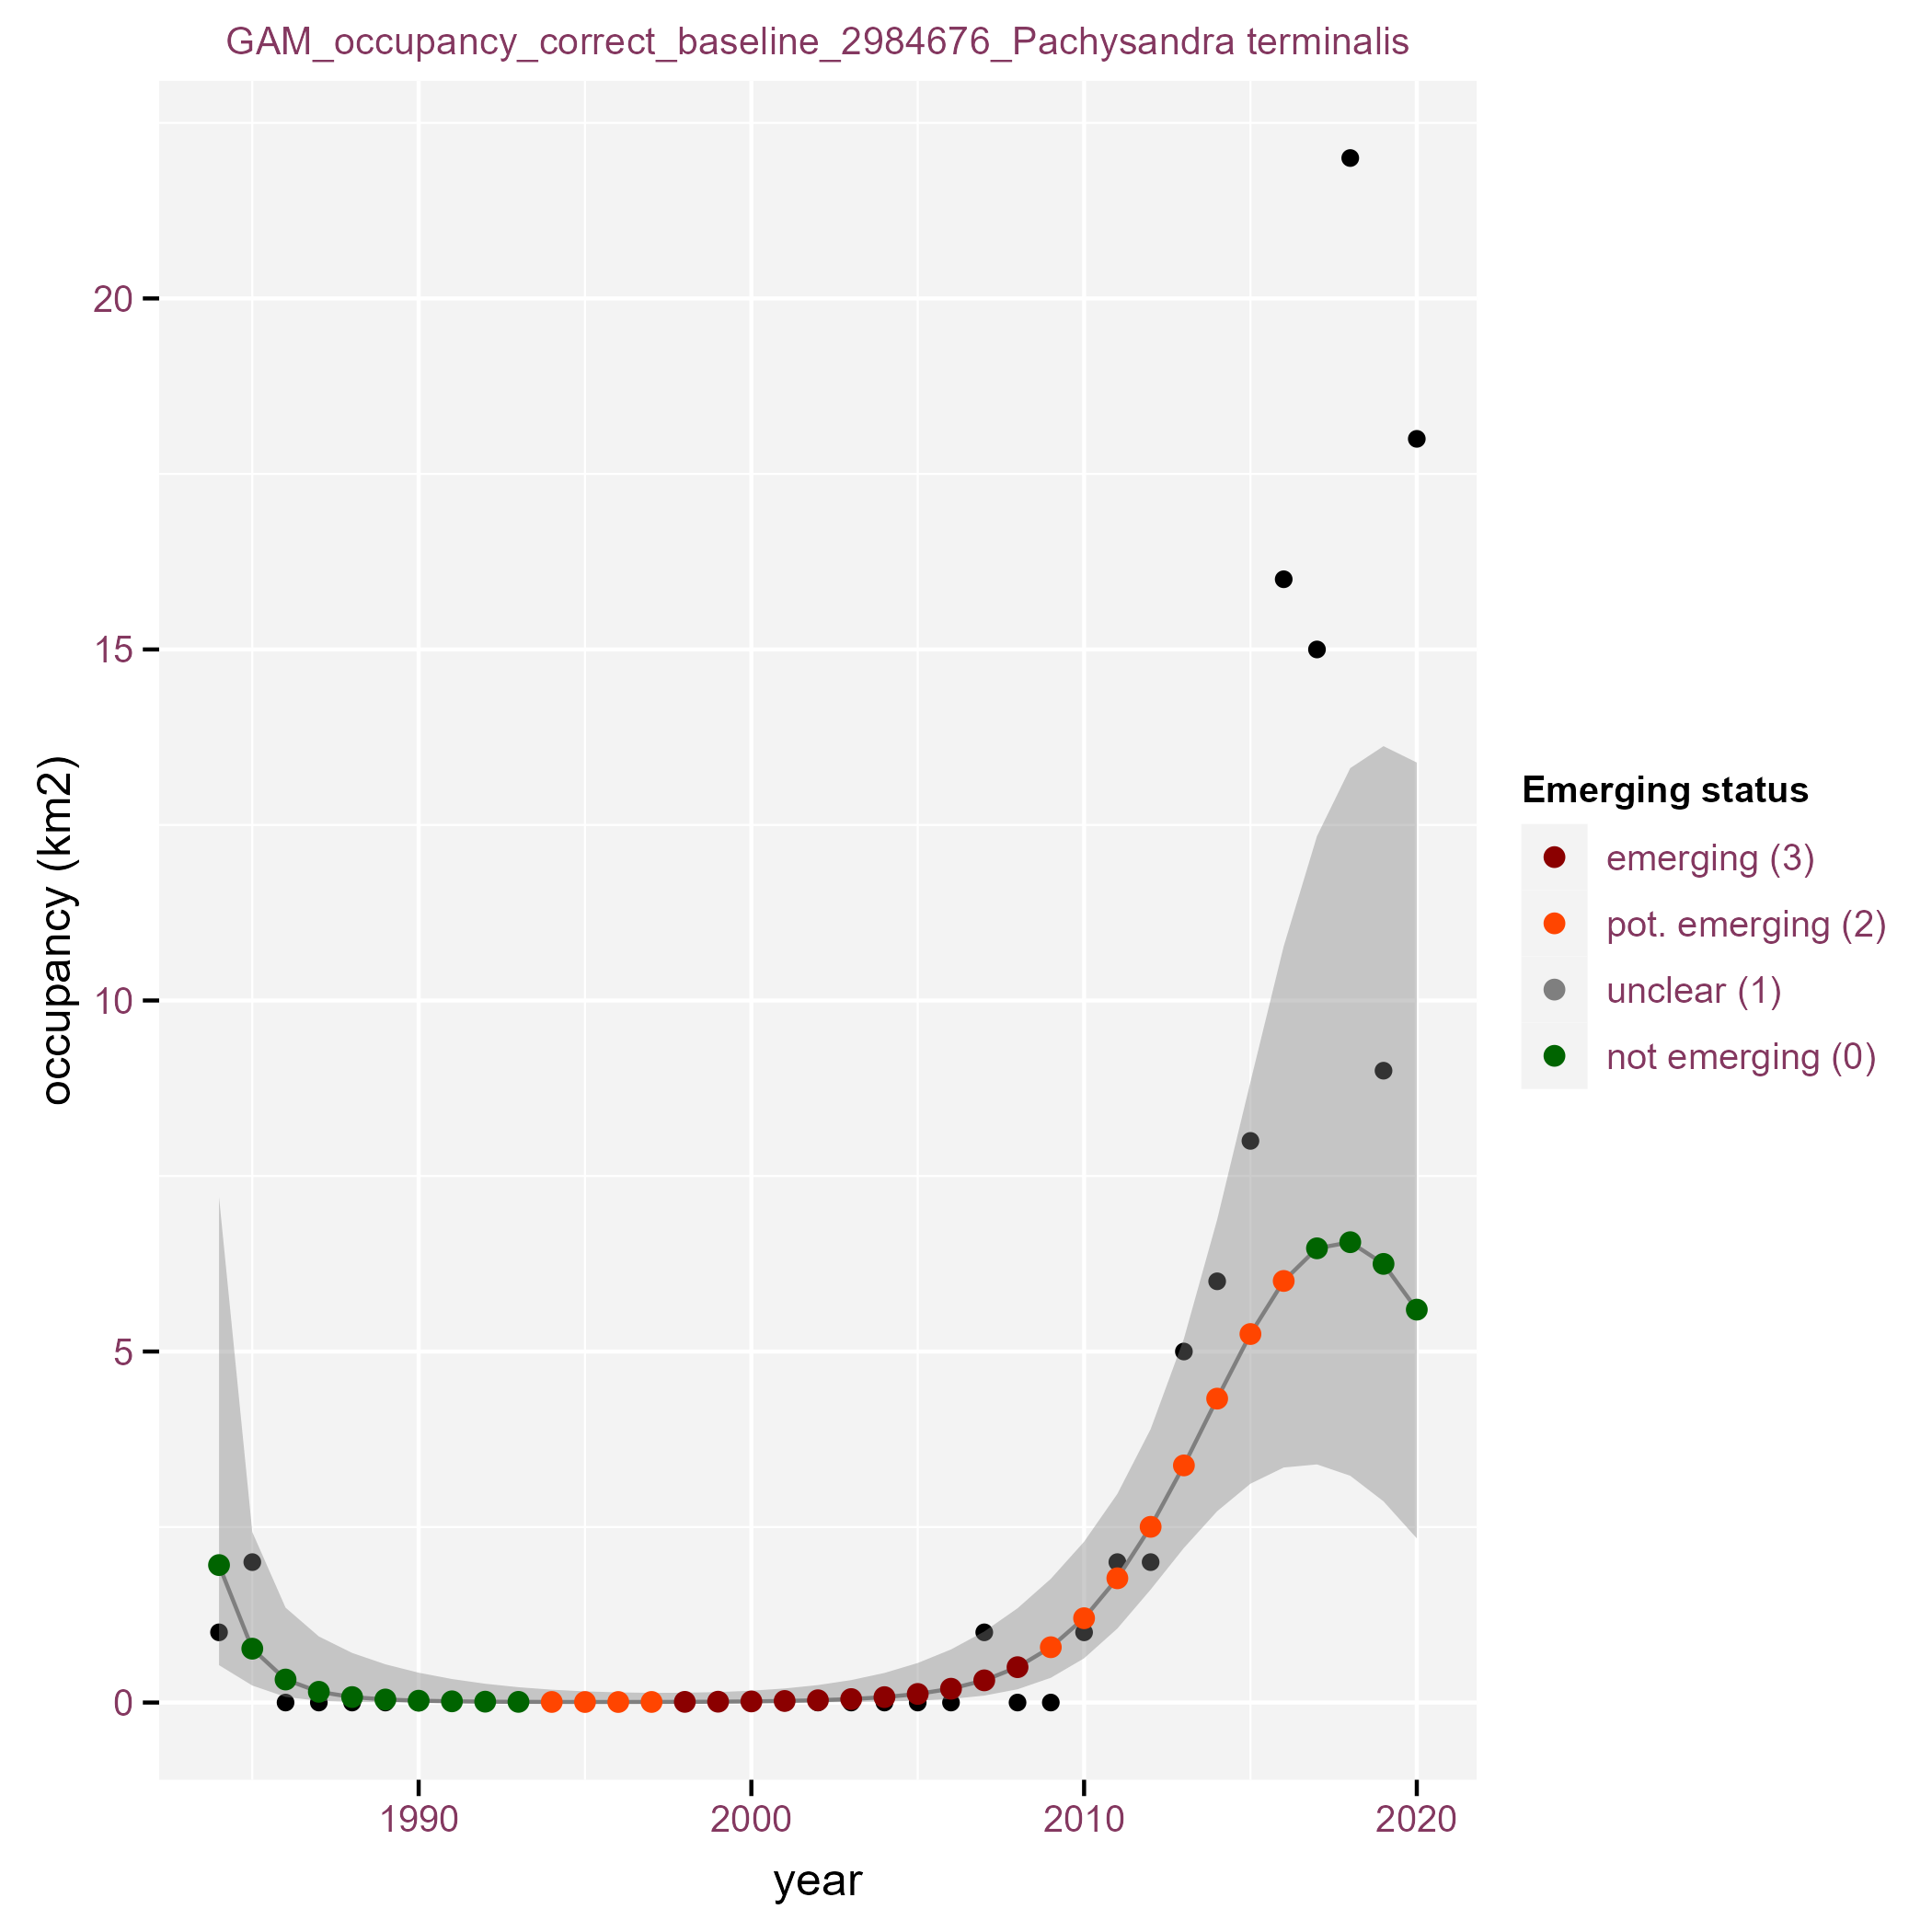 GAM_occupancy_correct_baseline_2984676_Pachysandra terminalis
occupancy (km2)
20
15
10
5
0
1990 2000 2010 2020
year
Emerging status
emerging (3)
pot. emerging (2)
unclear (1)
not emerging (0)